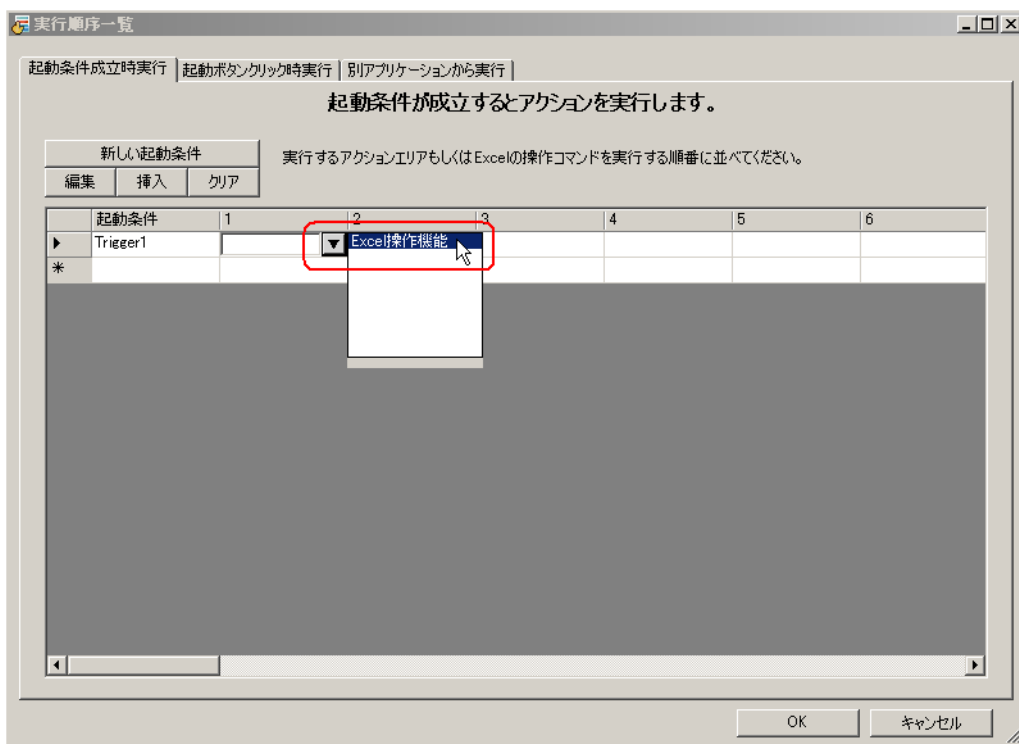 実行順序一覧
起動条件成立時実行 起動ボタンクリック時実行 別アプリケーションから実行
起動条件が成立するとアクションを実行します。
新しい起動条件
実行するアクションエリアもしくはExcelの操作コマンドを実行する順番に並べてください。
編集 挿入 クリア
起動条件 1 2 3 4 5 6
Trigger1 Excel操作機能
OK キャンセル